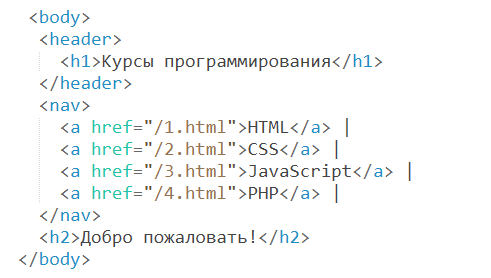 <body>
<header>
<h1>Курсы программирования</h1>
</header>
<nav>
<a href="/1.html">HTML</a> |
<a href="/2.html">CSS</a> |
<a href="/3.html">JavaScript</a> |
<a href="/4.html">PHP</a> |
</nav>
<h2>Добро пожаловать!</h2>
</body>